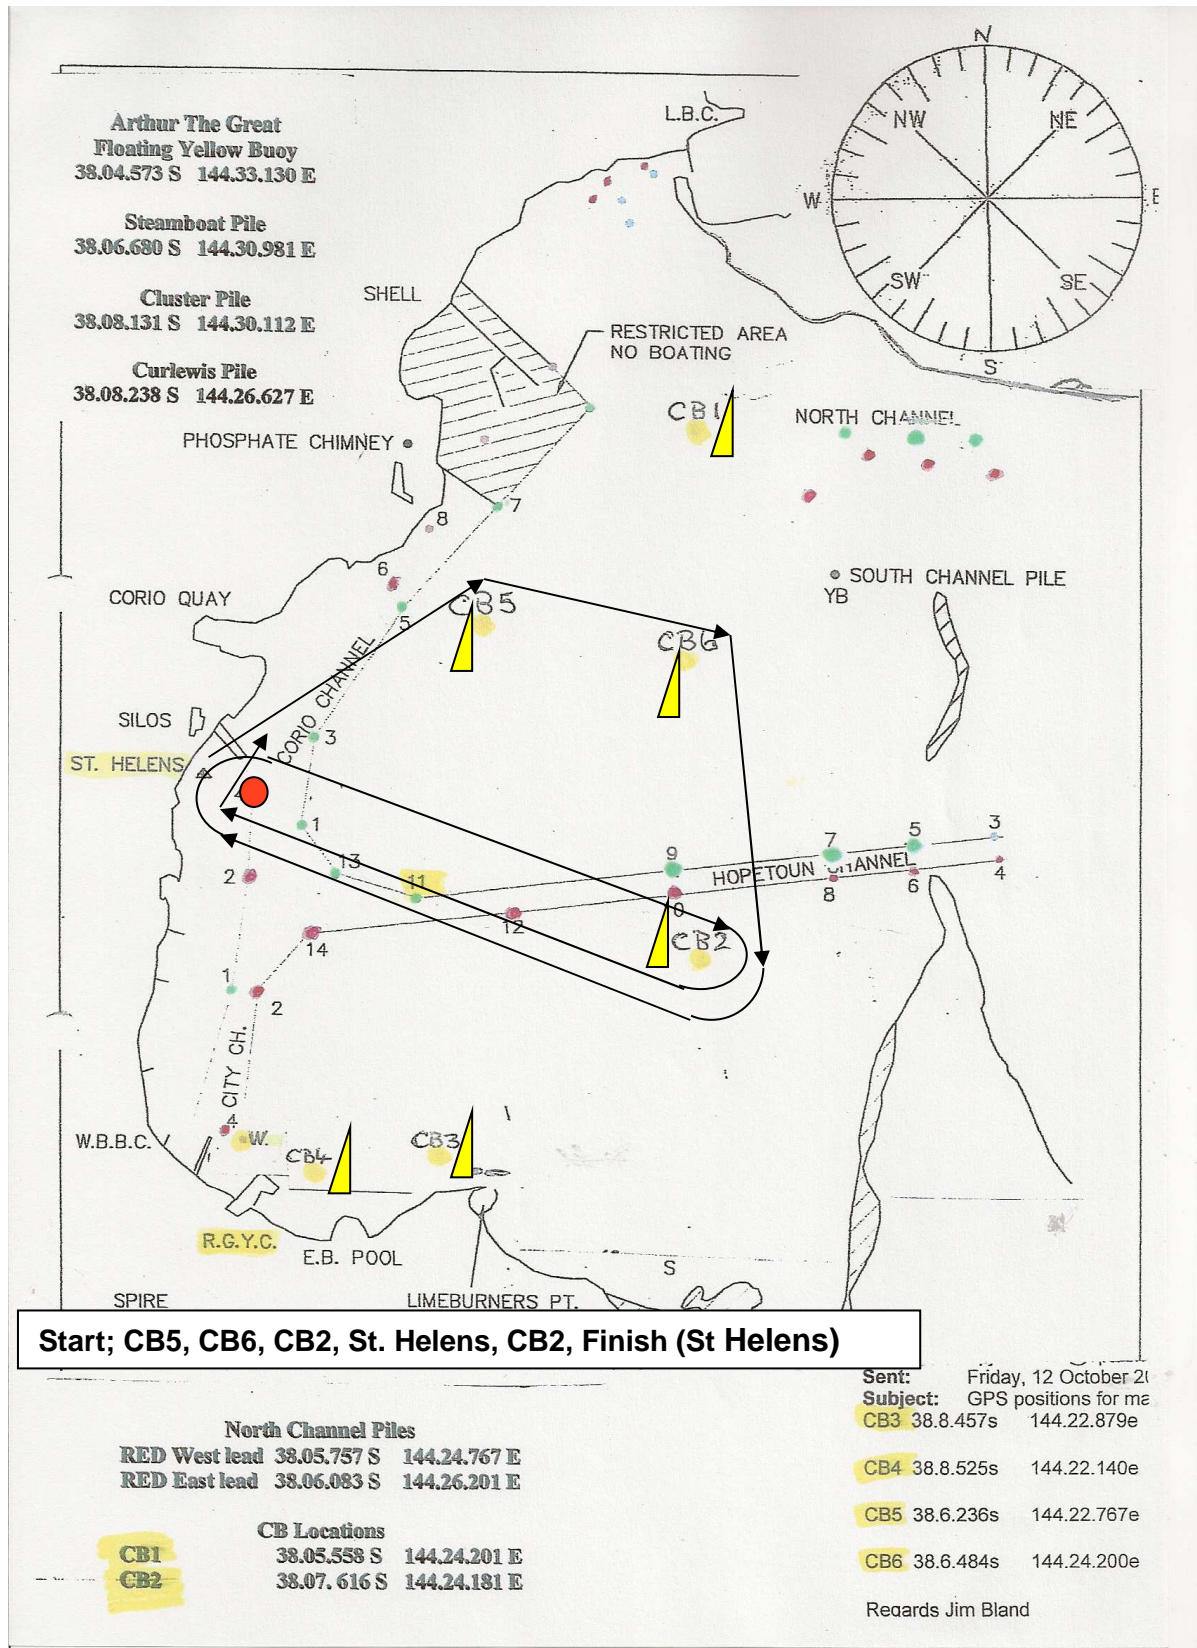 N
NW
NE
W
E
SW
SE
S
L.B.C.
Arthur The Great
Floating Yellow Buoy
38.04.573 S 144.33.130 E
Steamboat Pile
38.06.680 S 144.30.981 E
Cluster Pile
38.08.131 S 144.30.112 E
Curlewis Pile
38.08.238 S 144.26.627 E
SHELL
RESTRICTED AREA
NO BOATING
CB1
NORTH CHANNEL
PHOSPHATE CHIMNEY
7
8
6
5
SOUTH CHANNEL PILE
YB
CORIO QUAY
CB5
CB6
CORIO CHANNEL
SILOS
3
ST. HELENS
4
1
2
13
11
9
7
5
3
HOPETOUN CHANNEL
12
0
8
6
4
14
CB2
1
2
CITY CH.
4
W.
W.B.B.C.
CB4
CB3
R.G.Y.C.
E.B. POOL
S
SPIRE
LIMEBURNERS PT.
Start; CB5, CB6, CB2, St. Helens, CB2, Finish (St Helens)
Sent: Friday, 12 October 20
Subject: GPS positions for ma
CB3 38.8.457s 144.22.879e
CB4 38.8.525s 144.22.140e
CB5 38.6.236s 144.22.767e
CB6 38.6.484s 144.24.200e
Regards Jim Bland
North Channel Piles
RED West lead 38.05.757 S 144.24.767 E
RED East lead 38.06.083 S 144.26.201 E
CB Locations
CB1 38.05.558 S 144.24.201 E
CB2 38.07. 616 S 144.24.181 E